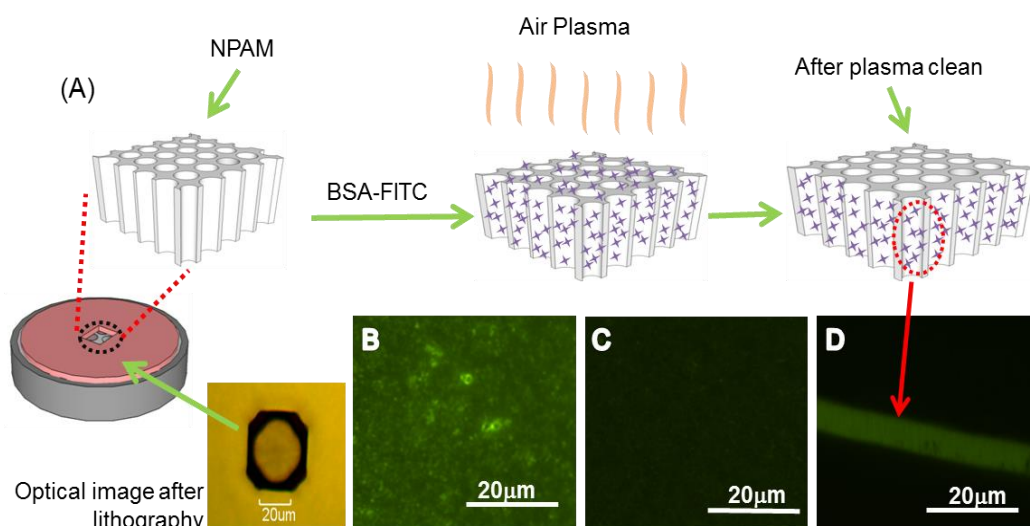 Air Plasma
NPAM
After plasma clean
(A)
BSA-FITC
B
C
D
20μm
20μm
20μm
20um
Optical image after
lithography